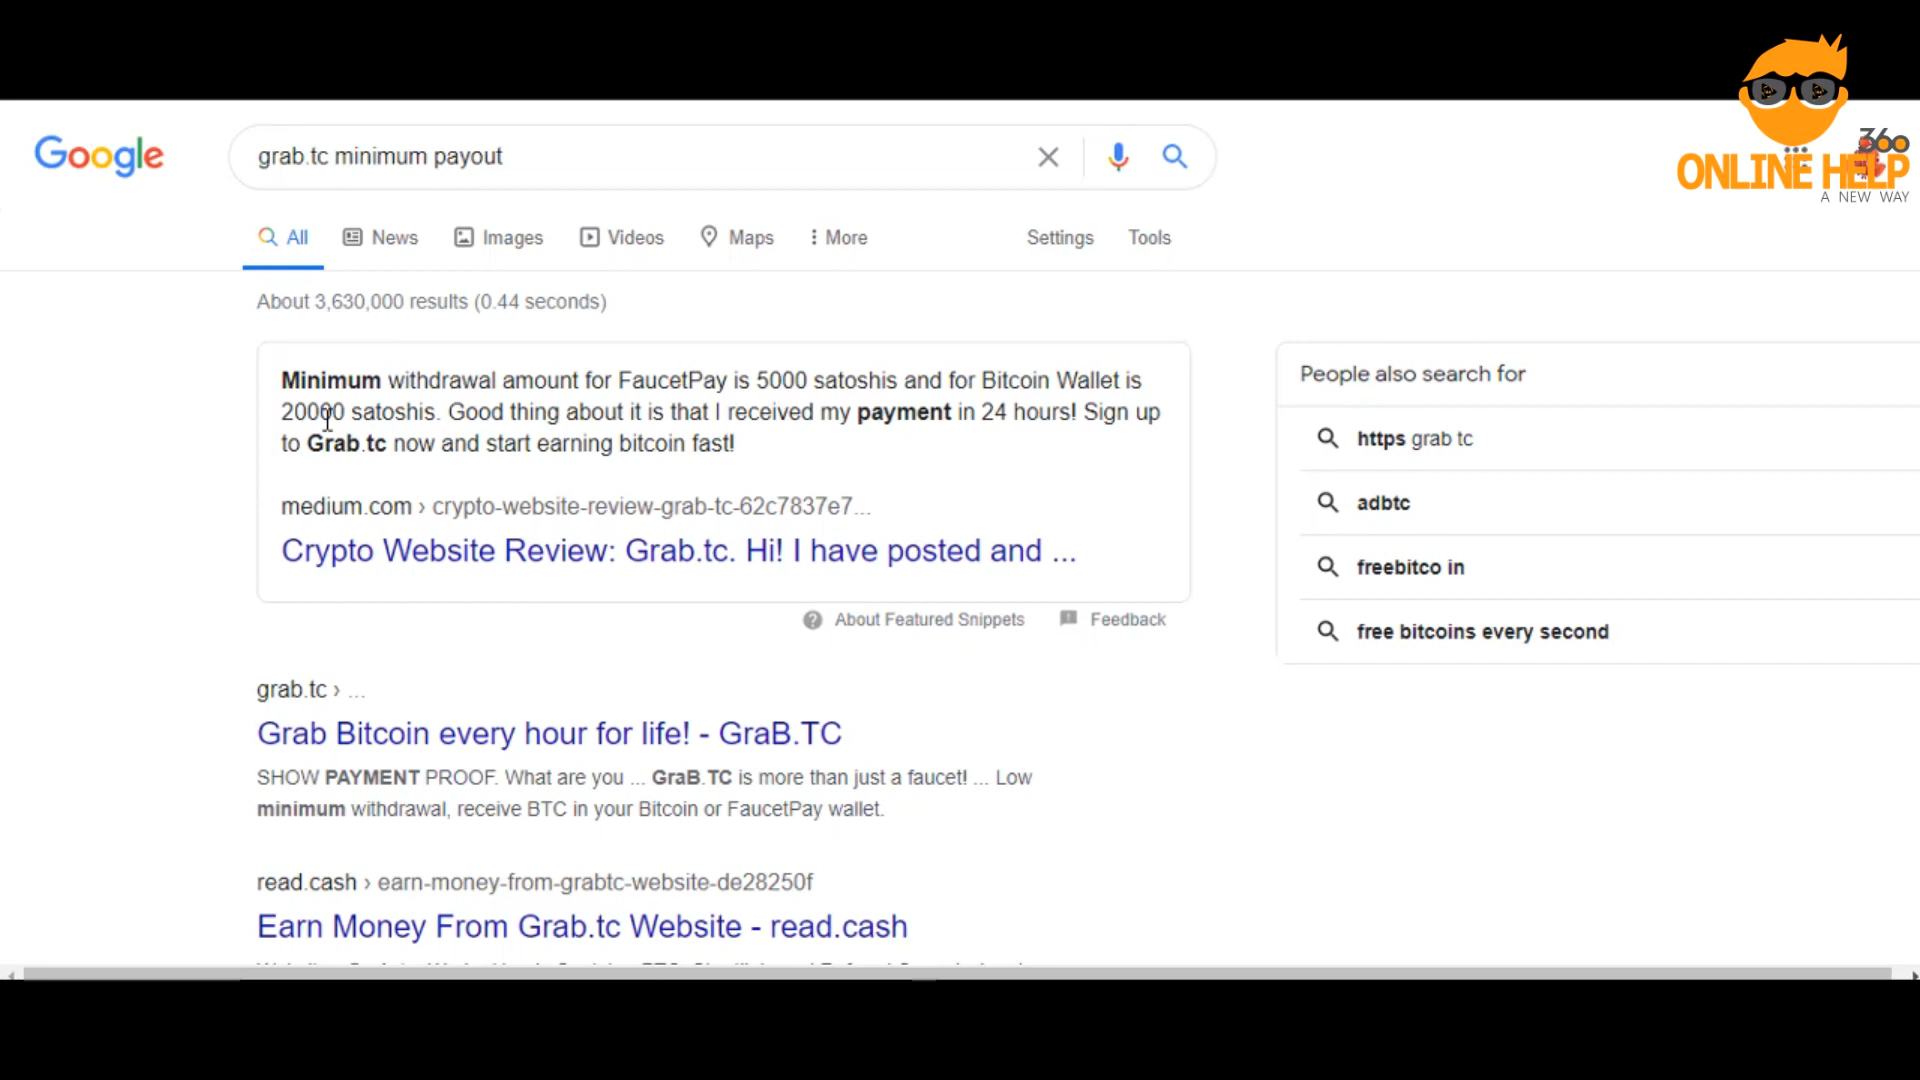 360
ONLINE HELP
A NEW WAY
Google
grab.tc minimum payout
All
News
Images
Videos
Maps
More
Settings
Tools
About 3,630,000 results (0.44 seconds)
Minimum withdrawal amount for FaucetPay is 5000 satoshis and for Bitcoin Wallet is
20000 satoshis. Good thing about it is that I received my payment in 24 hours! Sign up
to Grab.tc now and start earning bitcoin fast!
medium.com › crypto-website-review-grab-tc-62c7837e7...
Crypto Website Review: Grab.tc. Hi! I have posted and ...
About Featured Snippets
Feedback
grab.tc › ...
Grab Bitcoin every hour for life! - GraB.TC
SHOW PAYMENT PROOF. What are you ... GraB.TC is more than just a faucet! ... Low
minimum withdrawal, receive BTC in your Bitcoin or FaucetPay wallet.
read.cash › earn-money-from-grabtc-website-de28250f
Earn Money From Grab.tc Website - read.cash
People also search for
https grab tc
adbtc
freebitco in
free bitcoins every second